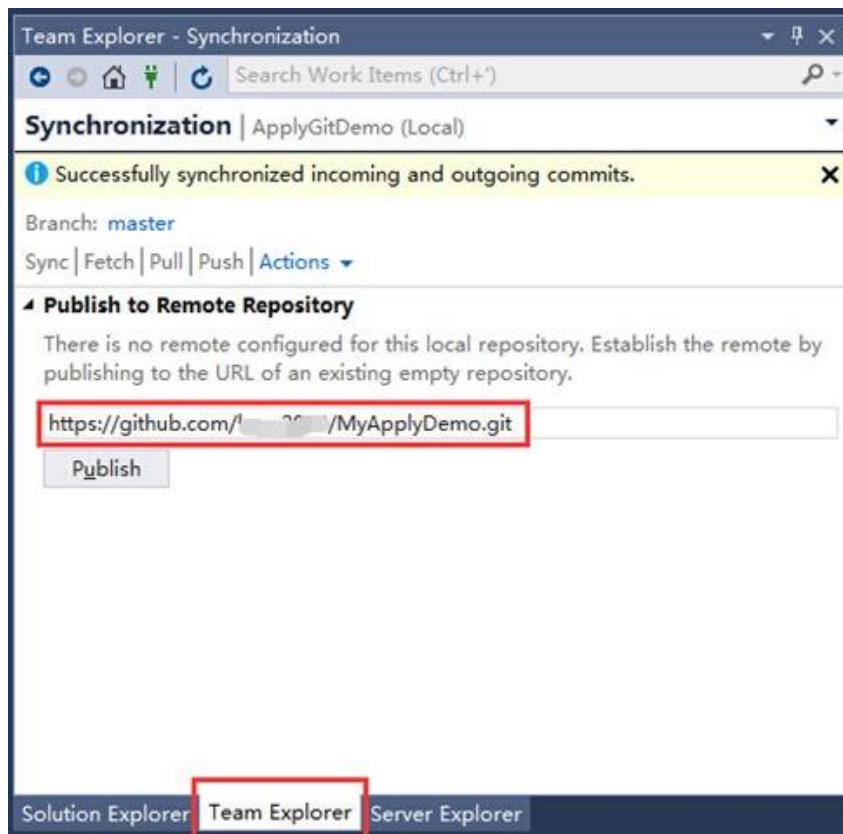 Team Explorer - Synchronization
Search Work Items (Ctrl+')
Synchronization | ApplyGitDemo (Local)
Successfully synchronized incoming and outgoing commits.
Branch: master
Sync | Fetch | Pull | Push | Actions
Publish to Remote Repository
There is no remote configured for this local repository. Establish the remote by
publishing to the URL of an existing empty repository.
https://github.com/ /MyApplyDemo.git
Publish
Solution Explorer Team Explorer Server Explorer